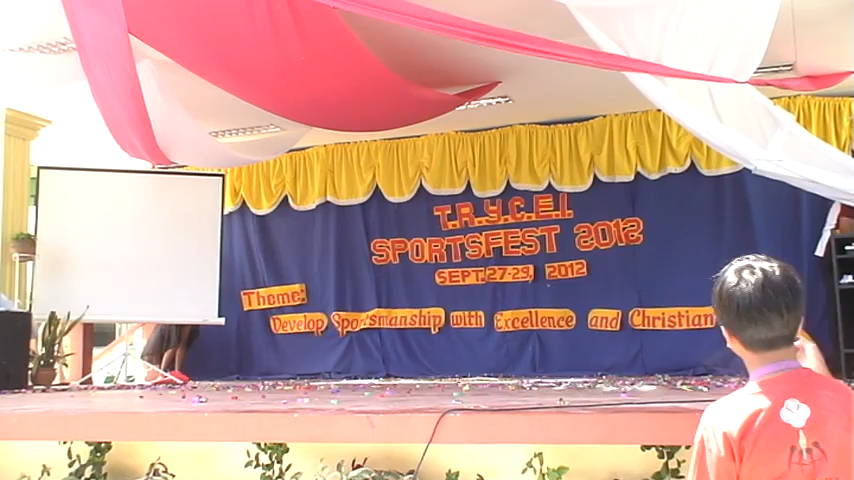 T.R.Y.C.E.I.
SPORTSFEST 2012
SEPT. 27-29, 2012
Theme:
Develop Sportsmanship with Excellence and Christian